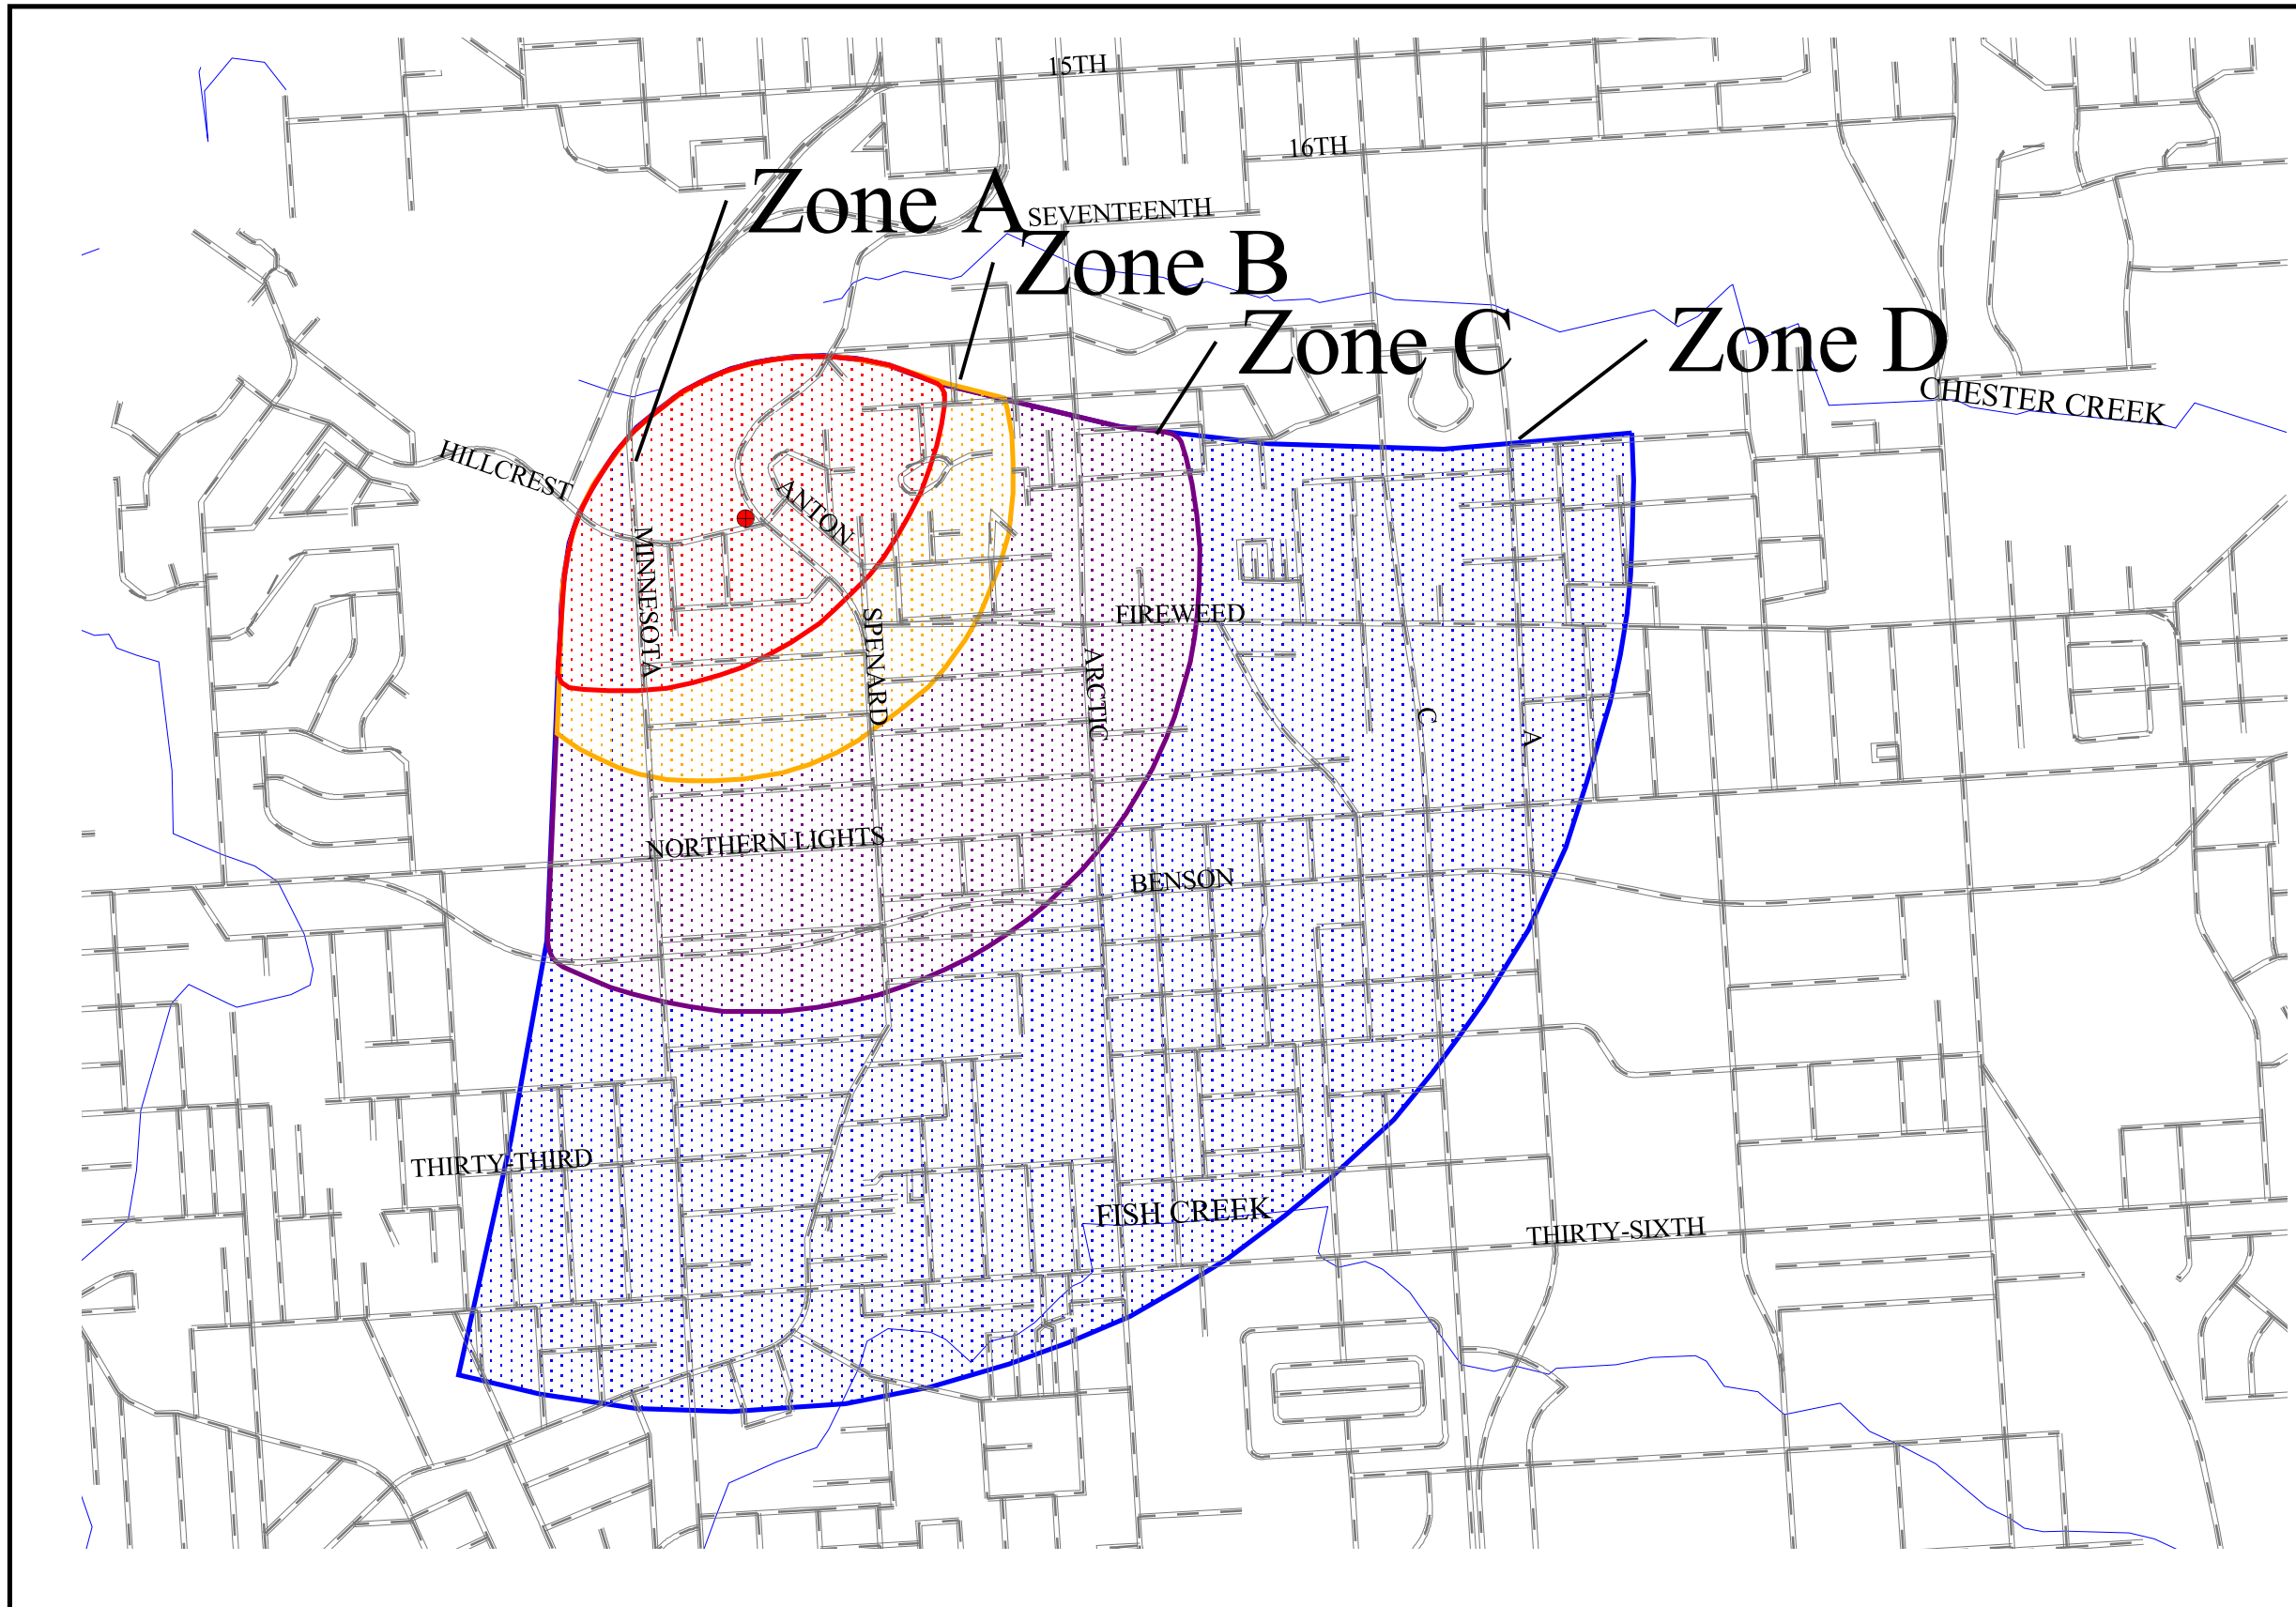 15TH
16TH
Zone A
SEVENTEENTH
Zone B
Zone C
Zone D
CHESTER CREEK
HILLCREST
ANTON
MINNESOTA
SPENARD
FIREWEED
ARCTIC
C
A
NORTHERN LIGHTS
BENSON
THIRTY-THIRD
FISH CREEK
THIRTY-SIXTH